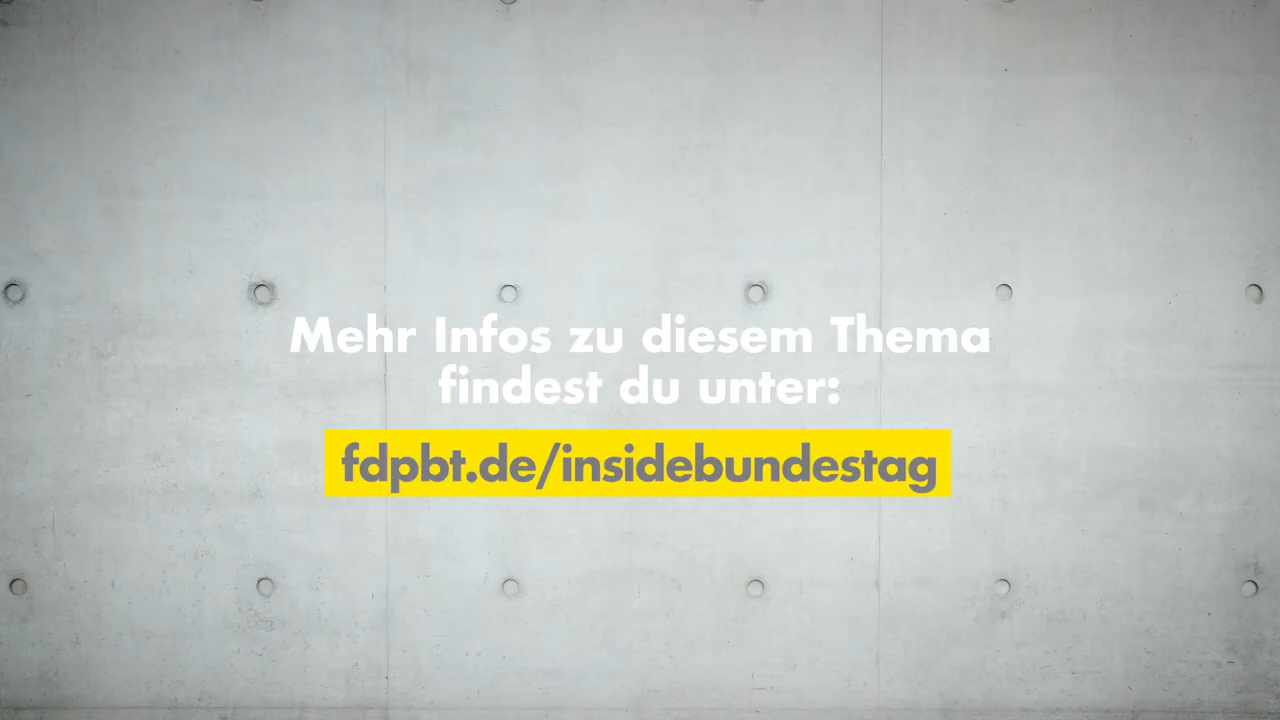 Mehr Infos zu diesem Thema
findest du unter:
fdpbt.de/insidebundestag